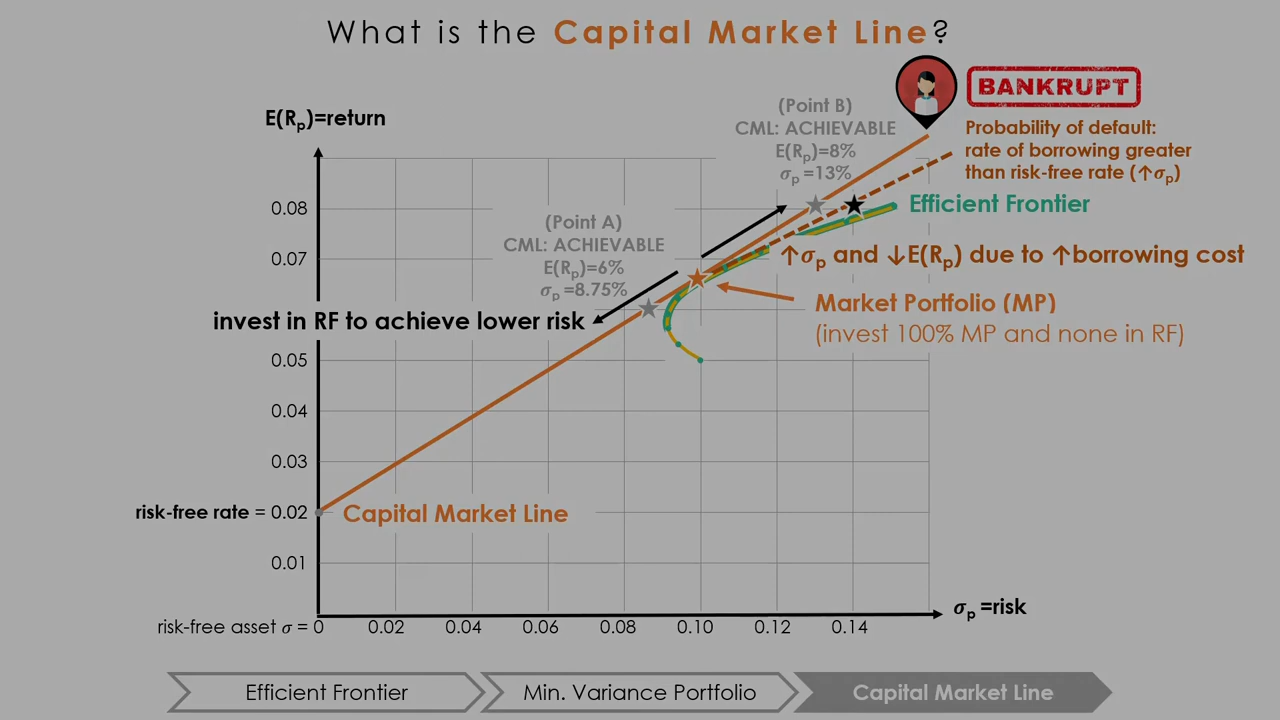 What is the Capital Market Line?
BANKRUPT
(Point B)
CML: ACHIEVABLE
E(Rp)=8%
σp =13%
E(Rp)=return
Probability of default:
rate of borrowing greater
than risk-free rate (↑σp)
0.08
Efficient Frontier
(Point A)
CML: ACHIEVABLE
E(Rp)=6%
σp =8.75%
0.07
↑σp and ↓E(Rp) due to ↑borrowing cost
Market Portfolio (MP)
(invest 100% MP and none in RF)
invest in RF to achieve lower risk
0.05
0.04
0.03
risk-free rate = 0.02
Capital Market Line
0.01
σp =risk
risk-free asset σ = 0
0.02
0.04
0.06
0.08
0.10
0.12
0.14
Efficient Frontier
Min. Variance Portfolio
Capital Market Line